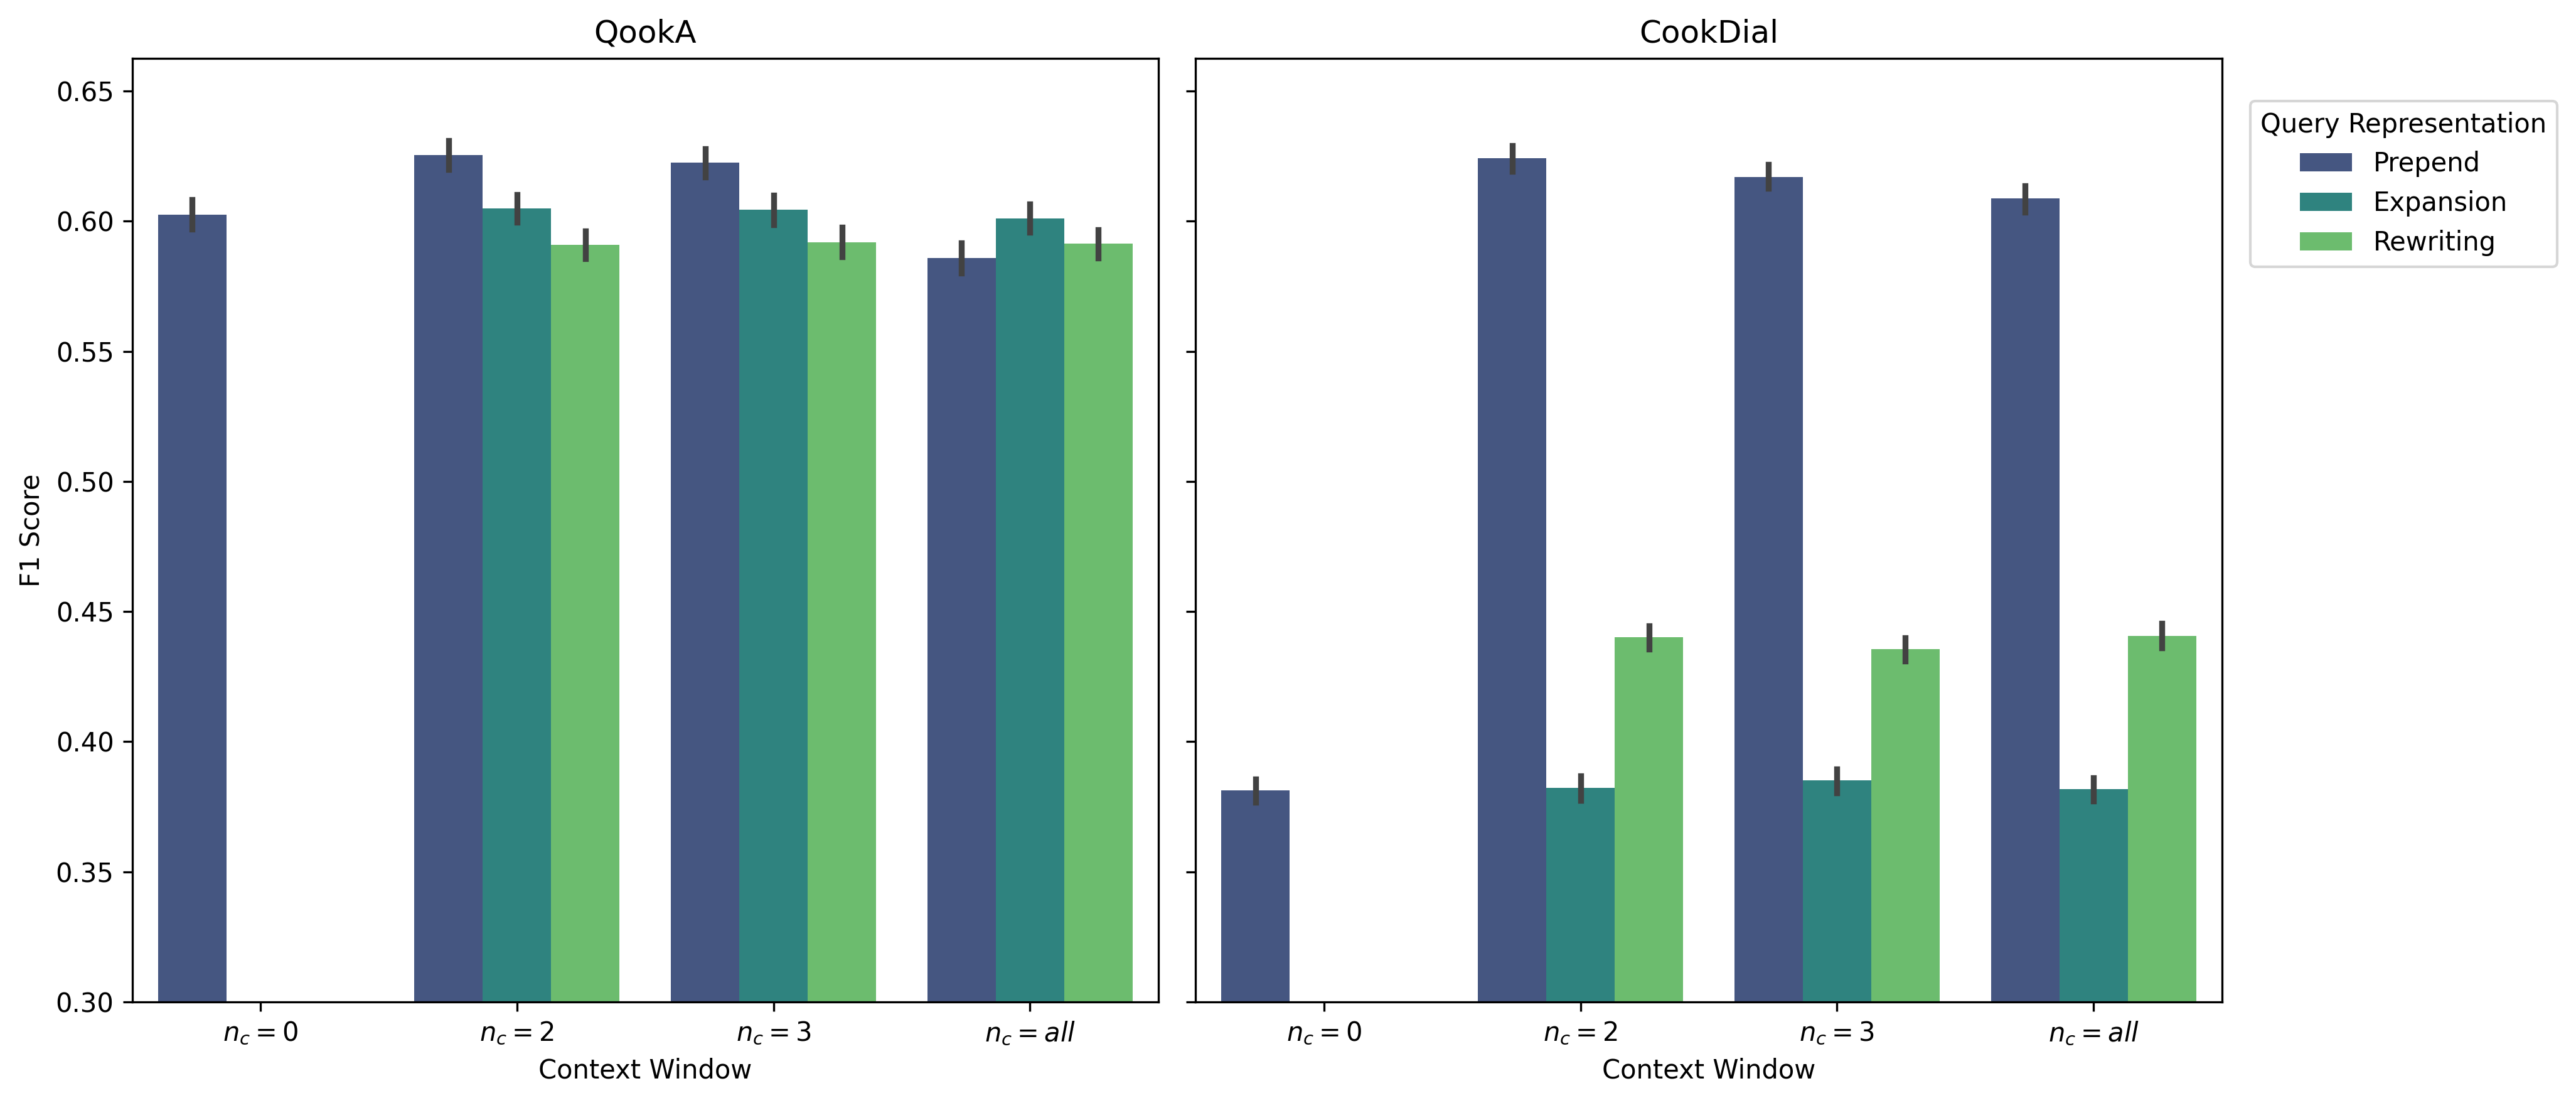 QookA
CookDial
F1 Score
0.65
0.60
0.55
0.50
0.45
0.40
0.35
0.30
n_c = 0
n_c = 2
n_c = 3
n_c = all
Context Window
n_c = 0
n_c = 2
n_c = 3
n_c = all
Context Window
Query Representation
Prepend
Expansion
Rewriting